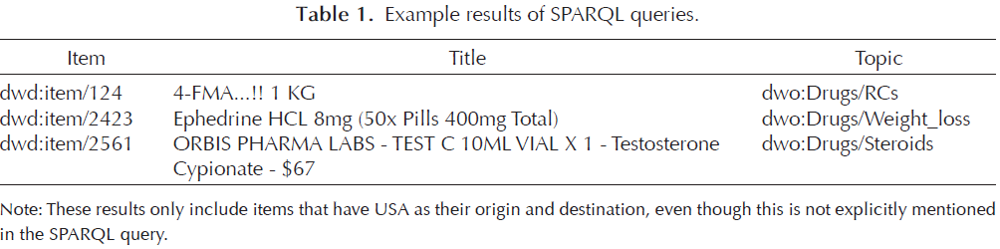 Table 1. Example results of SPARQL queries.
Item Title Topic
dwd:item/124 4-FMA...!! 1 KG dwo:Drugs/RCs
dwd:item/2423 Ephedrine HCL 8mg (50x Pills 400mg Total) dwo:Drugs/Weight_loss
dwd:item/2561 ORBIS PHARMA LABS - TEST C 10ML VIAL X 1 - Testosterone dwo:Drugs/Steroids
Cypionate - $67
Note: These results only include items that have USA as their origin and destination, even though this is not explicitly mentioned
in the SPARQL query.